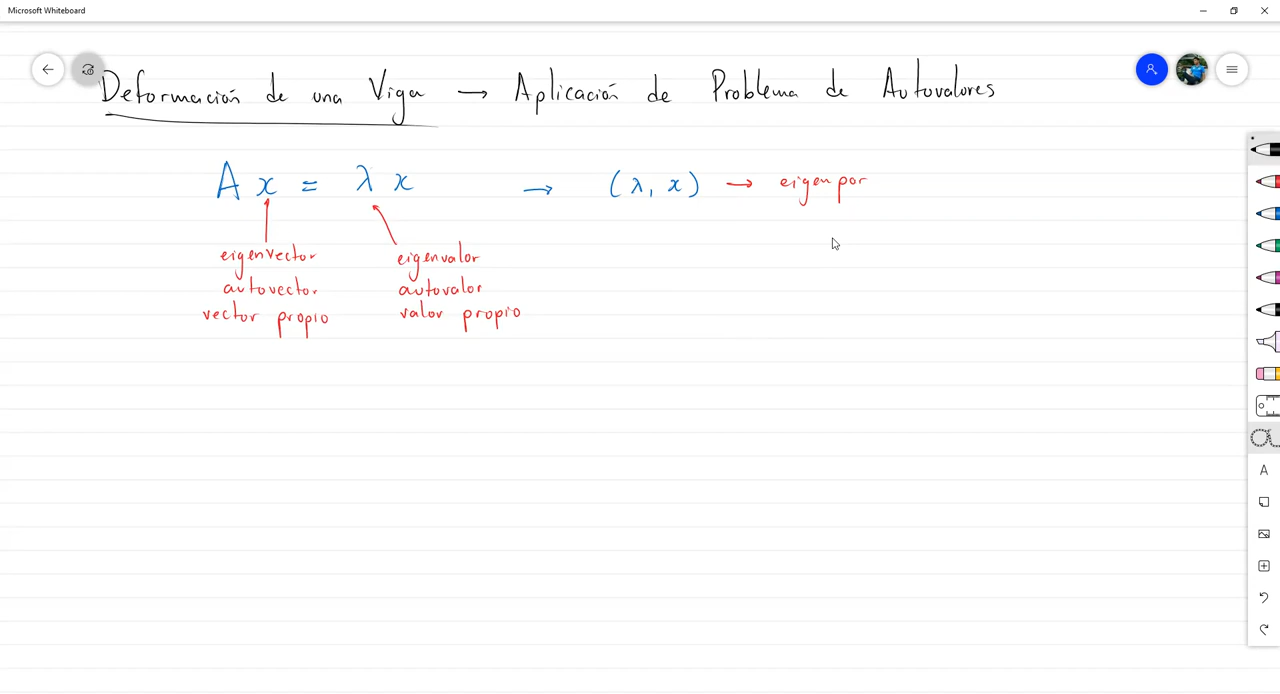 Microsoft Whiteboard
Deformación de una Viga → Aplicación de Problema de Autovalores
A x = λ x → (λ, x) → eigenpar
eigenvector eigenvalor
autovector autovalor
vector propio valor propio
A